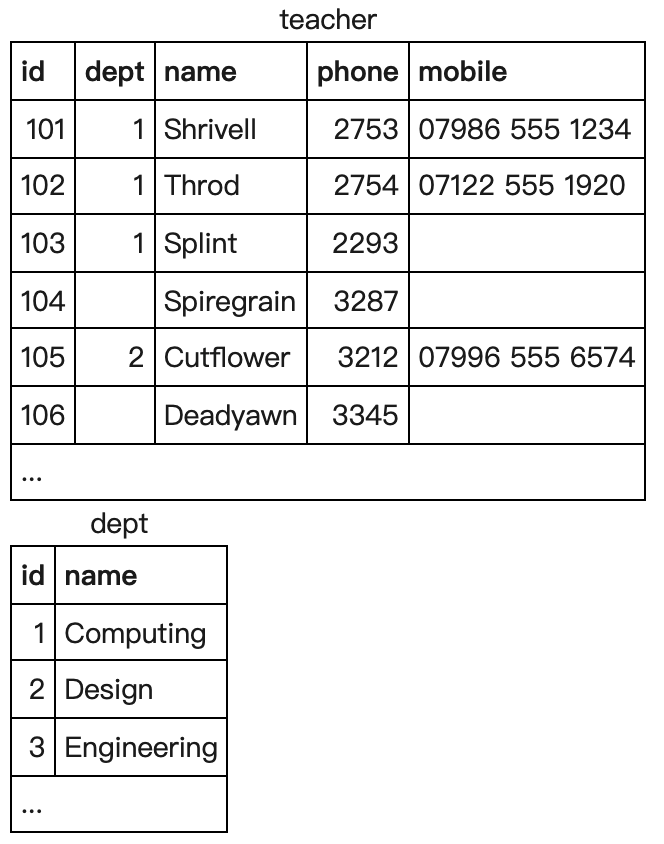 teacher
id dept name phone mobile
101 1 Shrivell 2753 07986 555 1234
102 1 Throd 2754 07122 555 1920
103 1 Splint 2293
104 Spiregrain 3287
105 2 Cutflower 3212 07996 555 6574
106 Deadyawn 3345
...
dept
id name
1 Computing
2 Design
3 Engineering
...